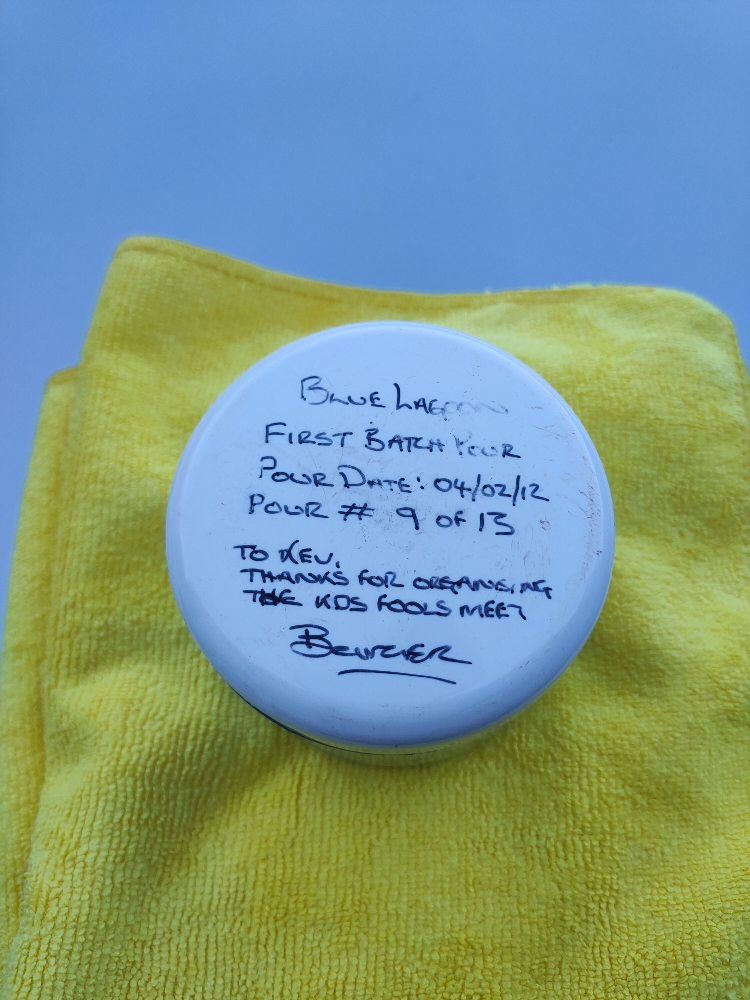 BLUE LAGOON
FIRST BATCH POUR
POUR DATE: 04/02/12
POUR # 9 OF 13
TO KEV,
THANKS FOR ORGANISING
THE KDS FOOLS MEET